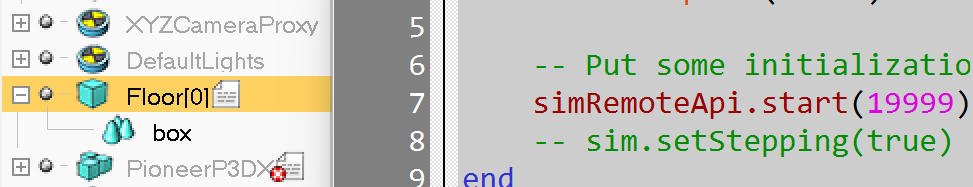 XYZCameraProxy
DefaultLights
Floor[0]
box
PioneerP3DX
5
6 -- Put some initializatio
7 simRemoteApi.start(19999)
8 -- sim.setStepping(true)
9 end